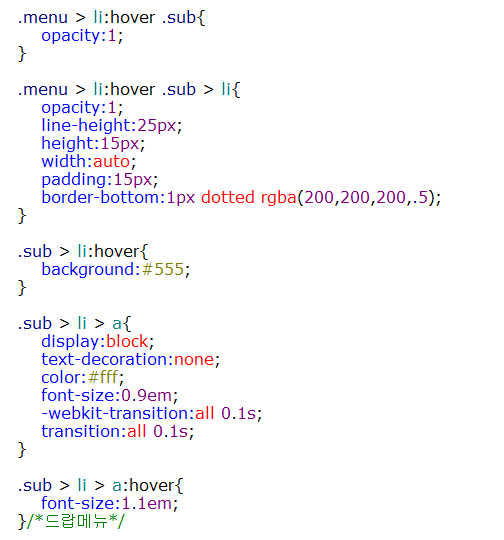 .menu > li:hover .sub{
opacity:1;
}
.menu > li:hover .sub > li{
opacity:1;
line-height:25px;
height:15px;
width:auto;
padding:15px;
border-bottom:1px dotted rgba(200,200,200,.5);
}
.sub > li:hover{
background:#555;
}
.sub > li > a{
display:block;
text-decoration:none;
color:#fff;
font-size:0.9em;
-webkit-transition:all 0.1s;
transition:all 0.1s;
}
.sub > li > a:hover{
font-size:1.1em;
}/*드랍메뉴*/